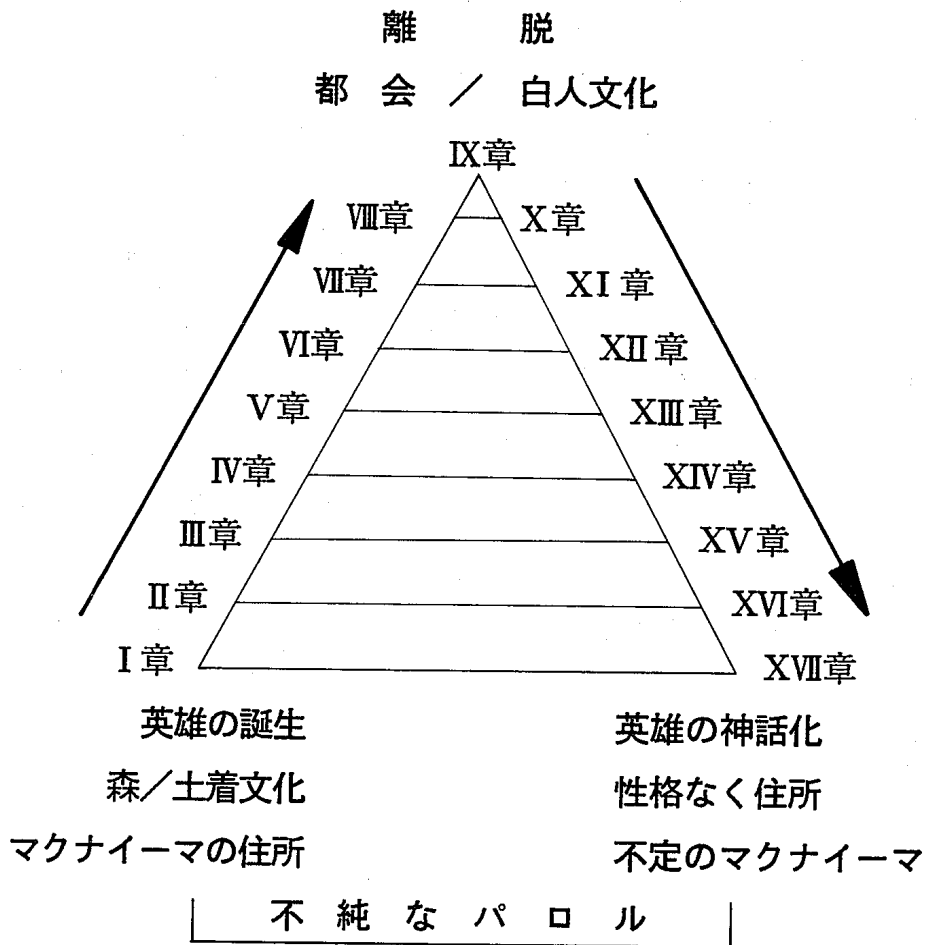 離 脱
都 会 ／ 白人文化
Ⅸ章
Ⅷ章 Ⅹ章
Ⅶ章 ⅩⅠ章
Ⅵ章 ⅩⅡ章
Ⅴ章 ⅩⅢ章
Ⅳ章 ⅩⅣ章
Ⅲ章 ⅩⅤ章
Ⅱ章 ⅩⅥ章
Ⅰ章 ⅩⅦ章
英雄の誕生 英雄の神話化
森／土着文化 性格なく住所
マクナイーマの住所 不定のマクナイーマ
不 純 な パ ロ ル